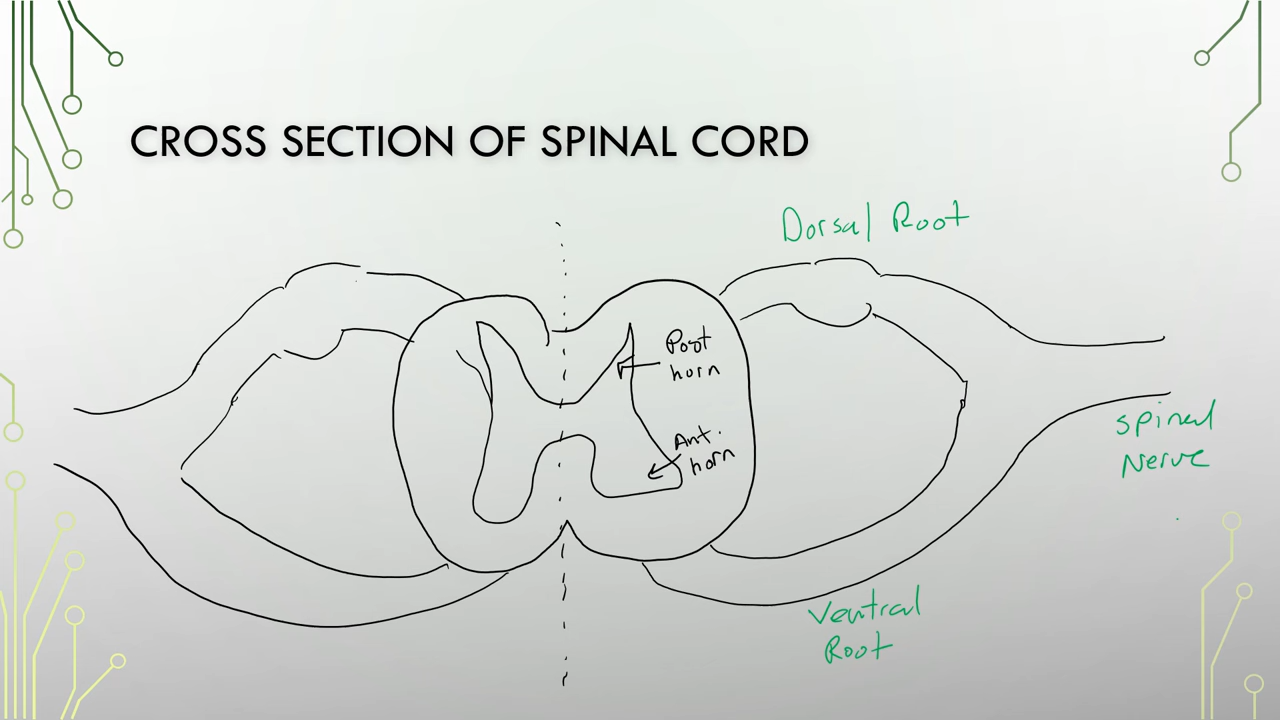 CROSS SECTION OF SPINAL CORD
Dorsal Root
Post
horn
Ant.
horn
Spinal
Nerve
Ventral
Root